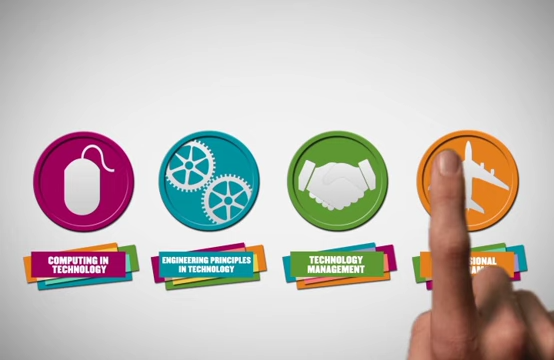 COMPUTING IN
TECHNOLOGY
ENGINEERING PRINCIPLES
IN TECHNOLOGY
TECHNOLOGY
MANAGEMENT